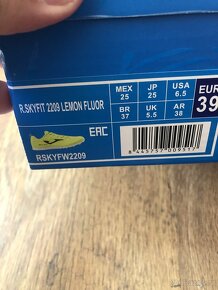 R.SKYFIT 2209 LEMON FLUOR
MEX 25
JP 25
USA 6.5
EUR 39
BR 37
UK 5.5
AR 38
EAC
RSKYFW2209